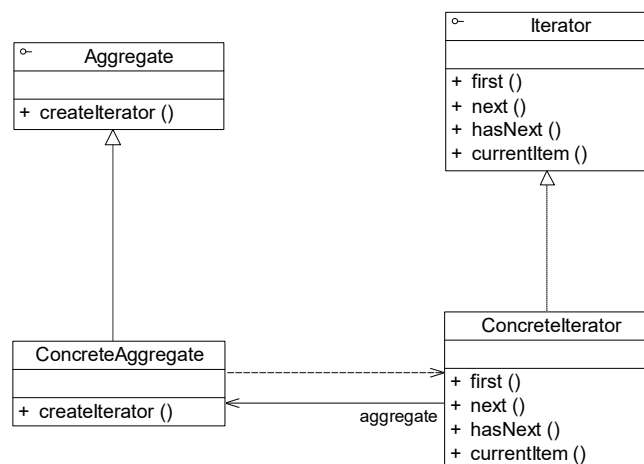 Aggregate
+ createIterator ()
Iterator
+ first ()
+ next ()
+ hasNext ()
+ currentItem ()
ConcreteAggregate
+ createIterator ()
aggregate
ConcreteIterator
+ first ()
+ next ()
+ hasNext ()
+ currentItem ()